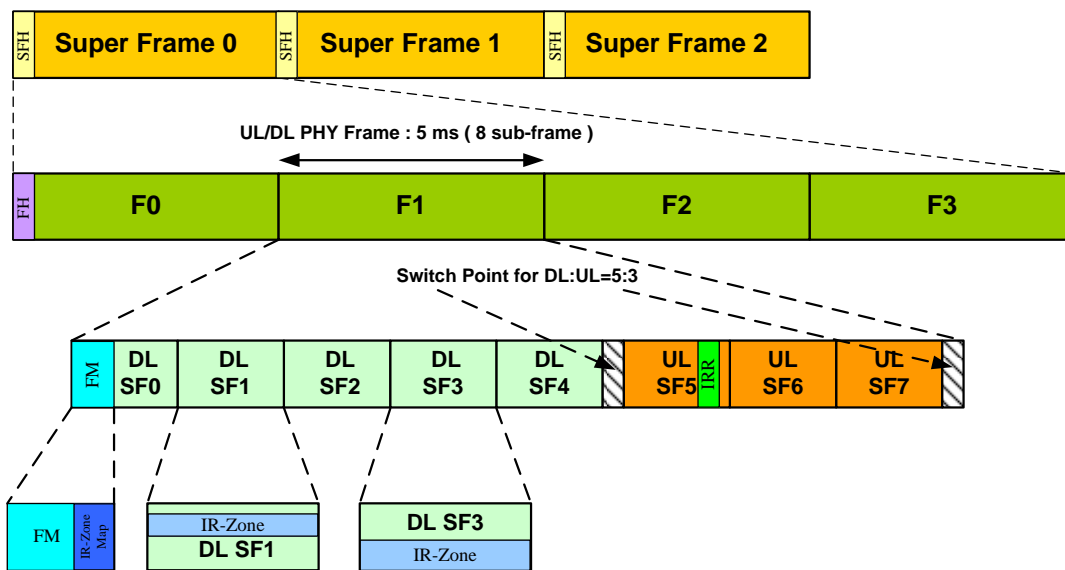 SFH
Super Frame 0
SFH
Super Frame 1
SFH
Super Frame 2
UL/DL PHY Frame : 5 ms ( 8 sub-frame )
FH
F0
F1
F2
F3
Switch Point for DL:UL=5:3
FM
DL
SF0
DL
SF1
DL
SF2
DL
SF3
DL
SF4
UL
SF5
IRR
UL
SF6
UL
SF7
FM
IR-Zone
Map
IR-Zone
DL SF1
DL SF3
IR-Zone